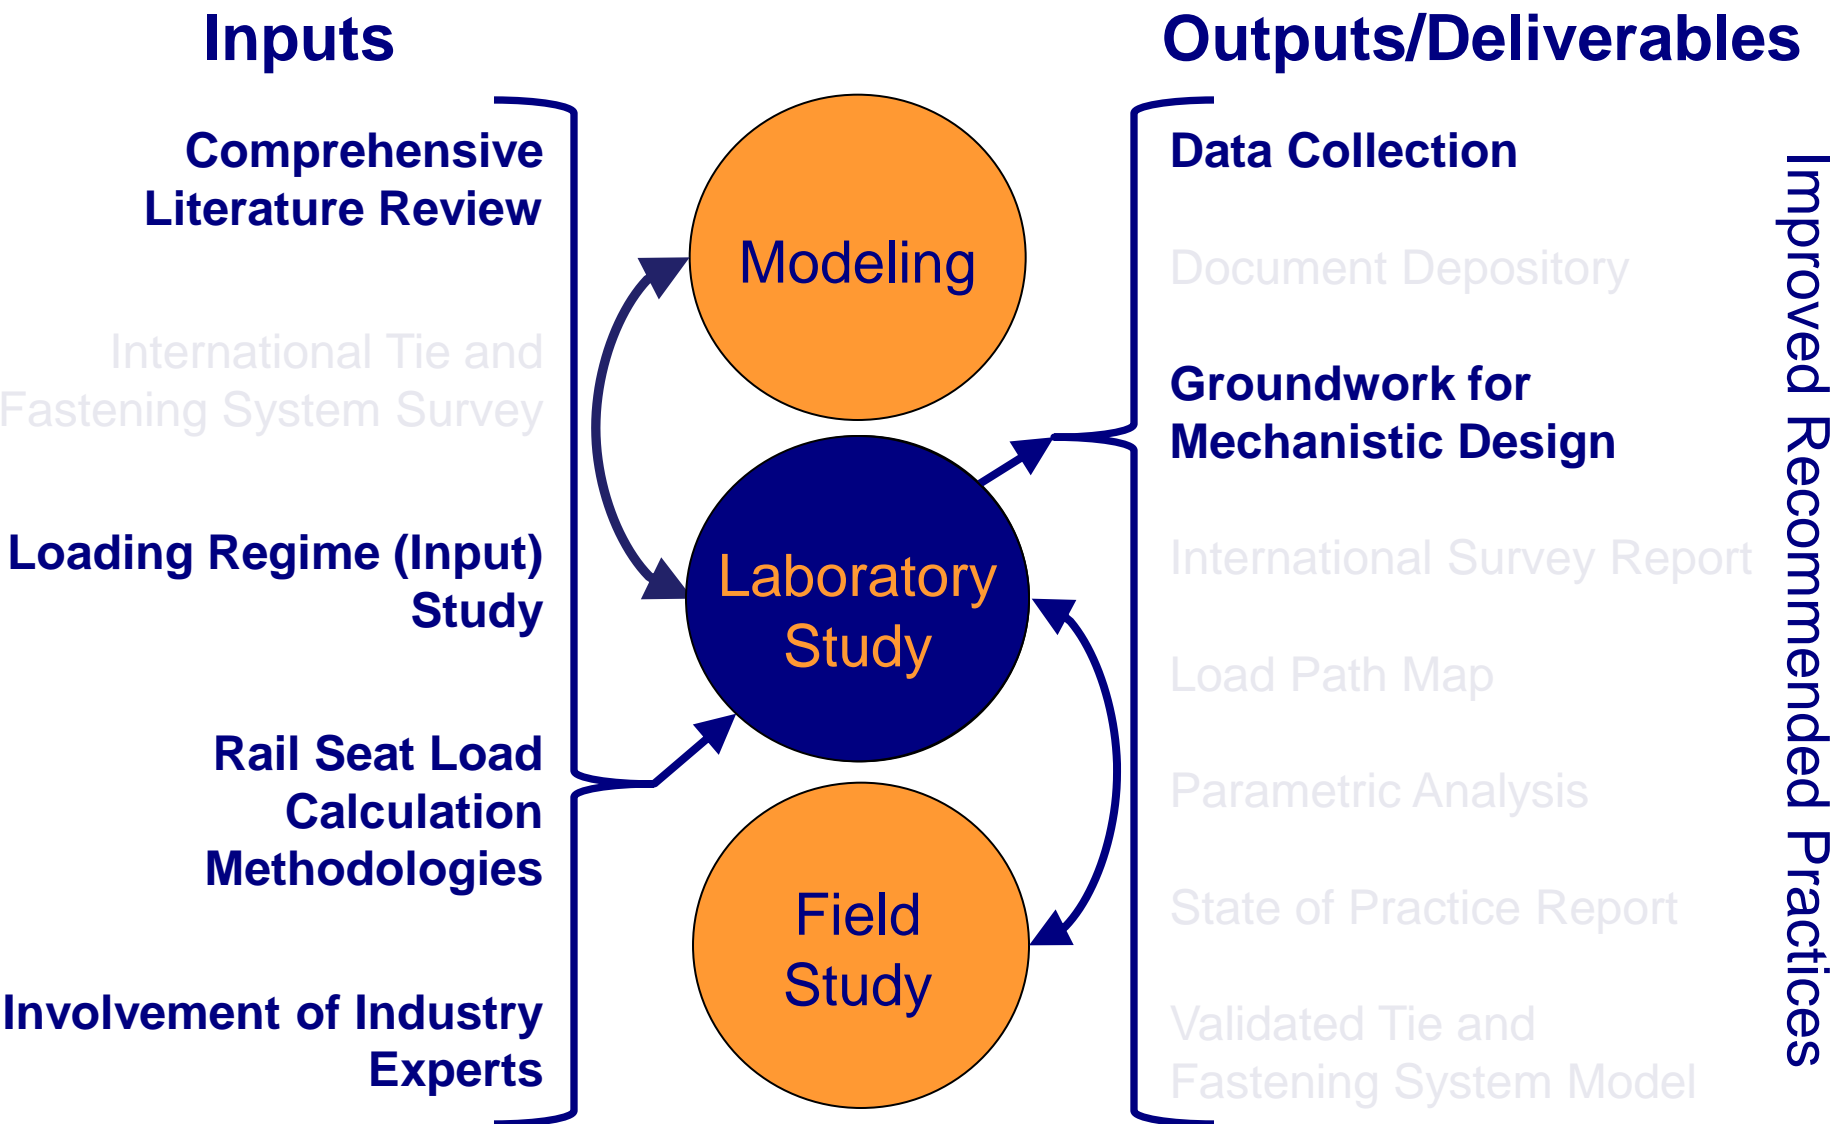 Inputs
Comprehensive
Literature Review
International Tie and
Fastening System Survey
Loading Regime (Input)
Study
Rail Seat Load
Calculation
Methodologies
Involvement of Industry
Experts
Modeling
Laboratory
Study
Field
Study
Outputs/Deliverables
Data Collection
Document Depository
Groundwork for
Mechanistic Design
International Survey Report
Load Path Map
Parametric Analysis
State of Practice Report
Validated Tie and
Fastening System Model
Improved Recommended Practices